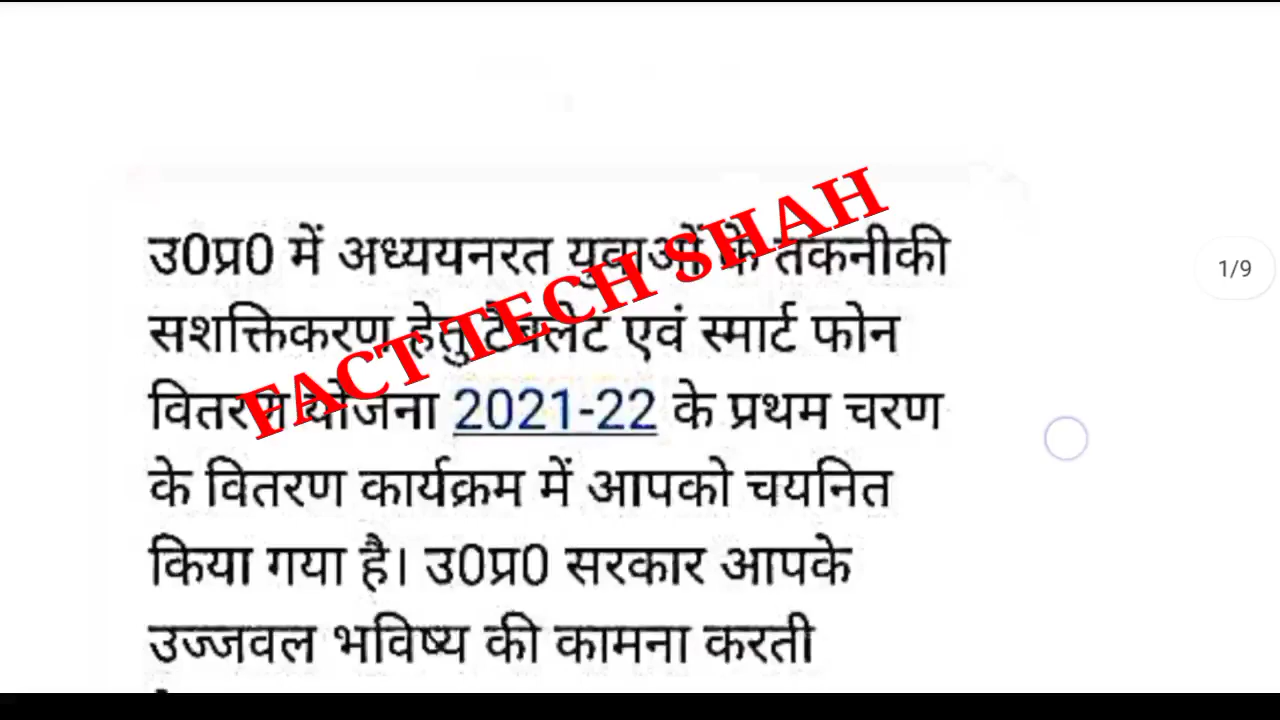 उ0प्र0 में अध्ययनरत युवाओं के तकनीकी
सशक्तिकरण हेतु टैबलेट एवं स्मार्ट फोन
वितरण योजना 2021-22 के प्रथम चरण
के वितरण कार्यक्रम में आपको चयनित
किया गया है। उ0प्र0 सरकार आपके
उज्जवल भविष्य की कामना करती
FACT TECH SHAH
1/9